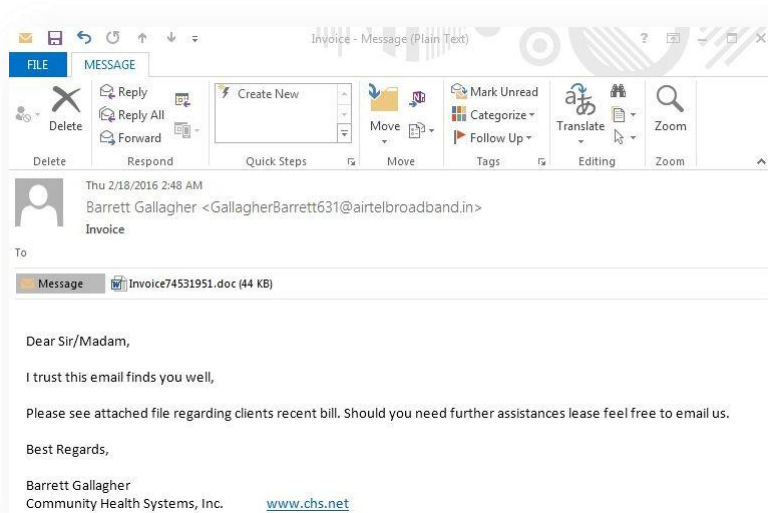 Invoice - Message (Plain Text)
FILE MESSAGE
Delete
Reply
Reply All
Forward
Create New
Move
Mark Unread
Categorize
Follow Up
Translate
Zoom
Delete Respond Quick Steps Move Tags Editing Zoom
Thu 2/18/2016 2:48 AM
Barrett Gallagher <GallagherBarrett631@airtelbroadband.in>
Invoice
To
Message Invoice74531951.doc (44 KB)
Dear Sir/Madam,
I trust this email finds you well,
Please see attached file regarding clients recent bill. Should you need further assistances lease feel free to email us.
Best Regards,
Barrett Gallagher
Community Health Systems, Inc. www.chs.net